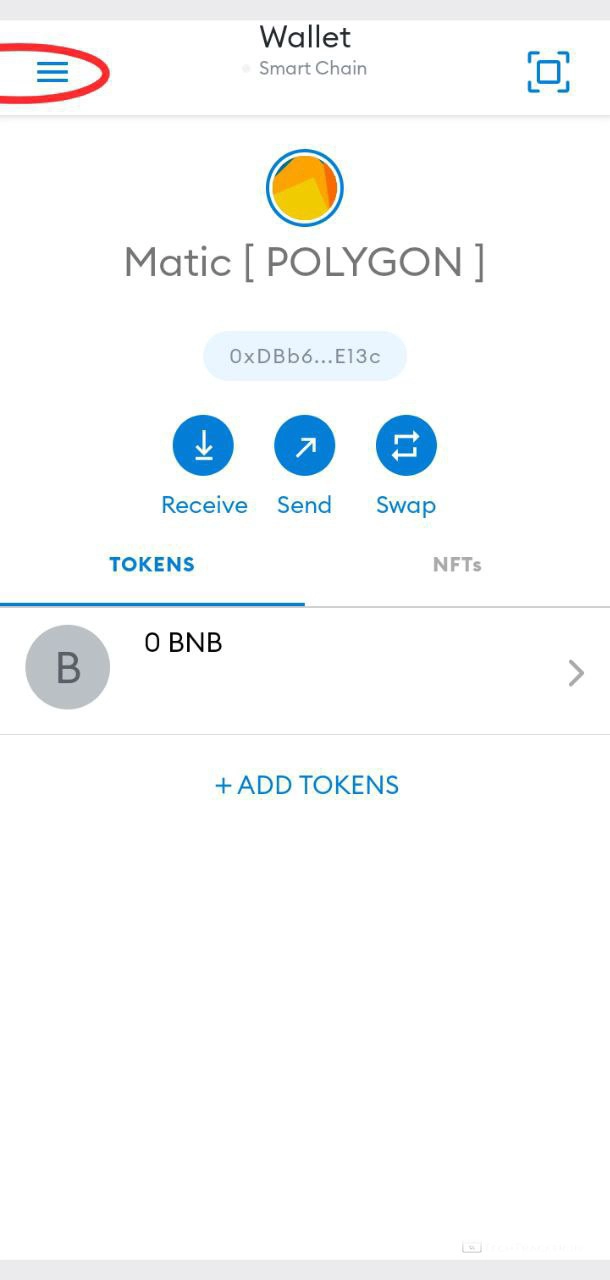 Wallet
Smart Chain
Matic [ POLYGON ]
0xDBb6...E13c
Receive Send Swap
TOKENS NFTs
B 0 BNB
+ ADD TOKENS